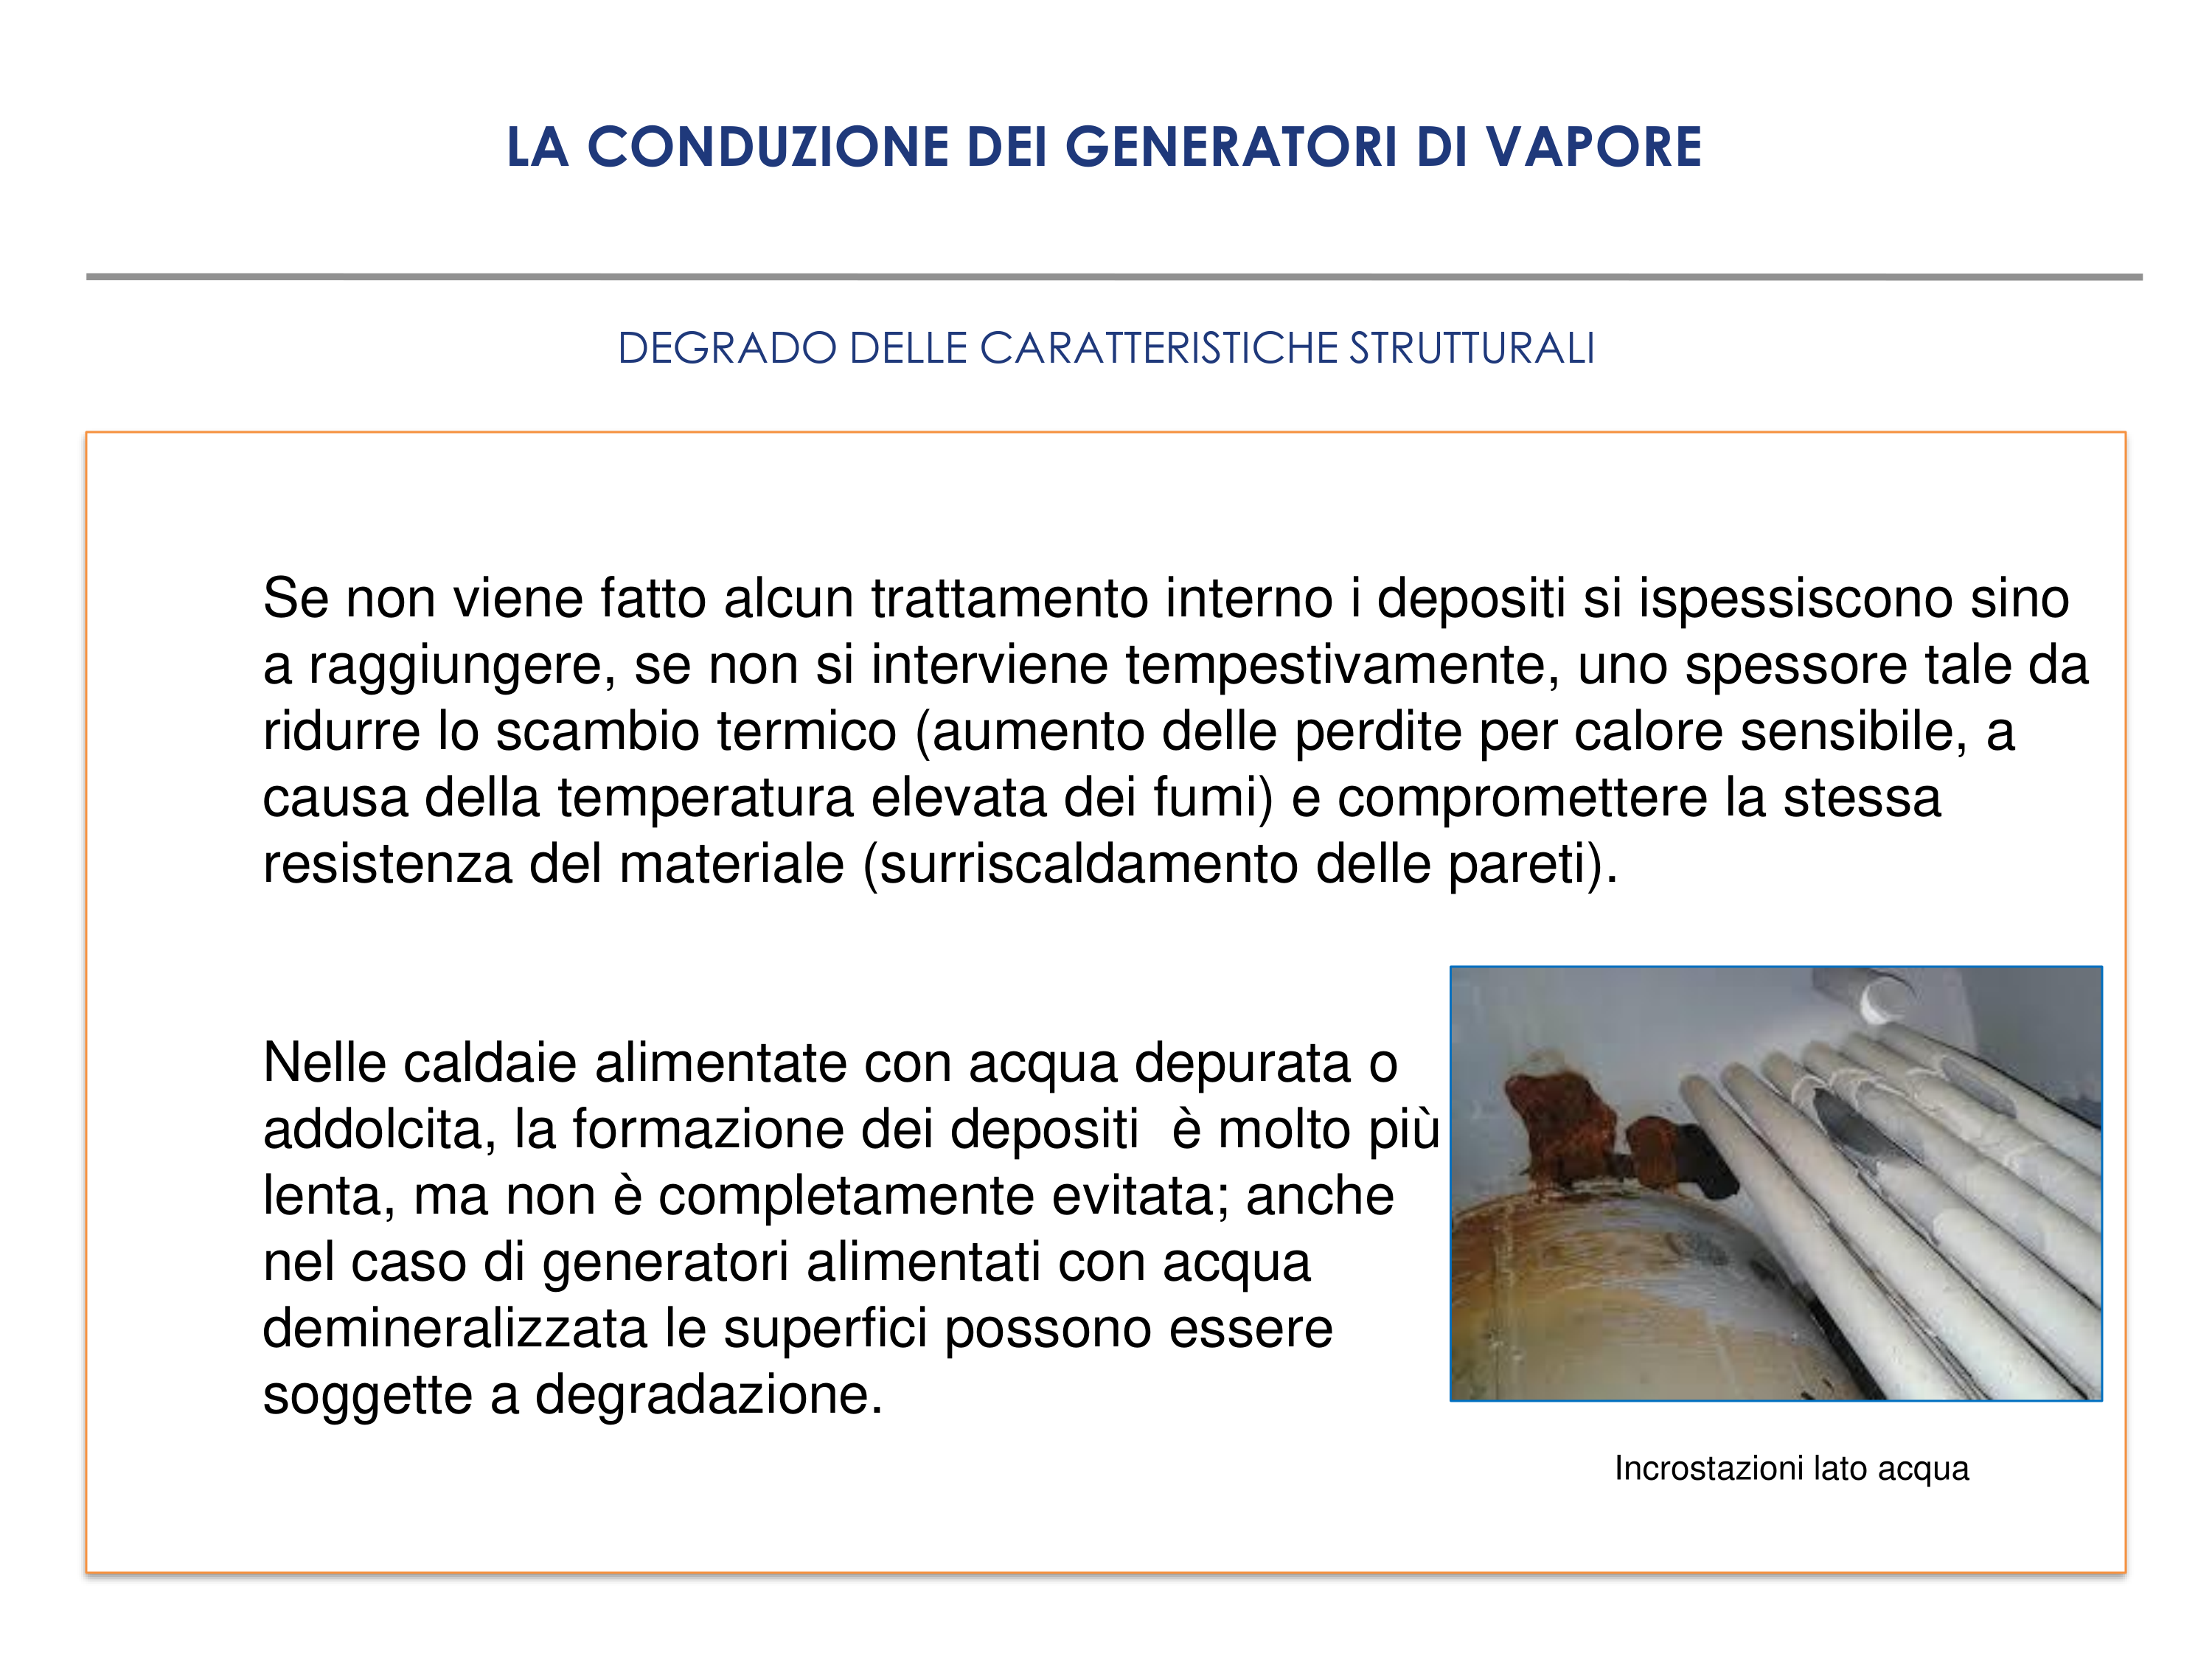 LA CONDUZIONE DEI GENERATORI DI VAPORE
DEGRADO DELLE CARATTERISTICHE STRUTTURALI
Se non viene fatto alcun trattamento interno i depositi si ispessiscono sino
a raggiungere, se non si interviene tempestivamente, uno spessore tale da
ridurre lo scambio termico (aumento delle perdite per calore sensibile, a
causa della temperatura elevata dei fumi) e compromettere la stessa
resistenza del materiale (surriscaldamento delle pareti).
Nelle caldaie alimentate con acqua depurata o
addolcita, la formazione dei depositi  è molto più
lenta, ma non è completamente evitata; anche
nel caso di generatori alimentati con acqua
demineralizzata le superfici possono essere
soggette a degradazione.
Incrostazioni lato acqua